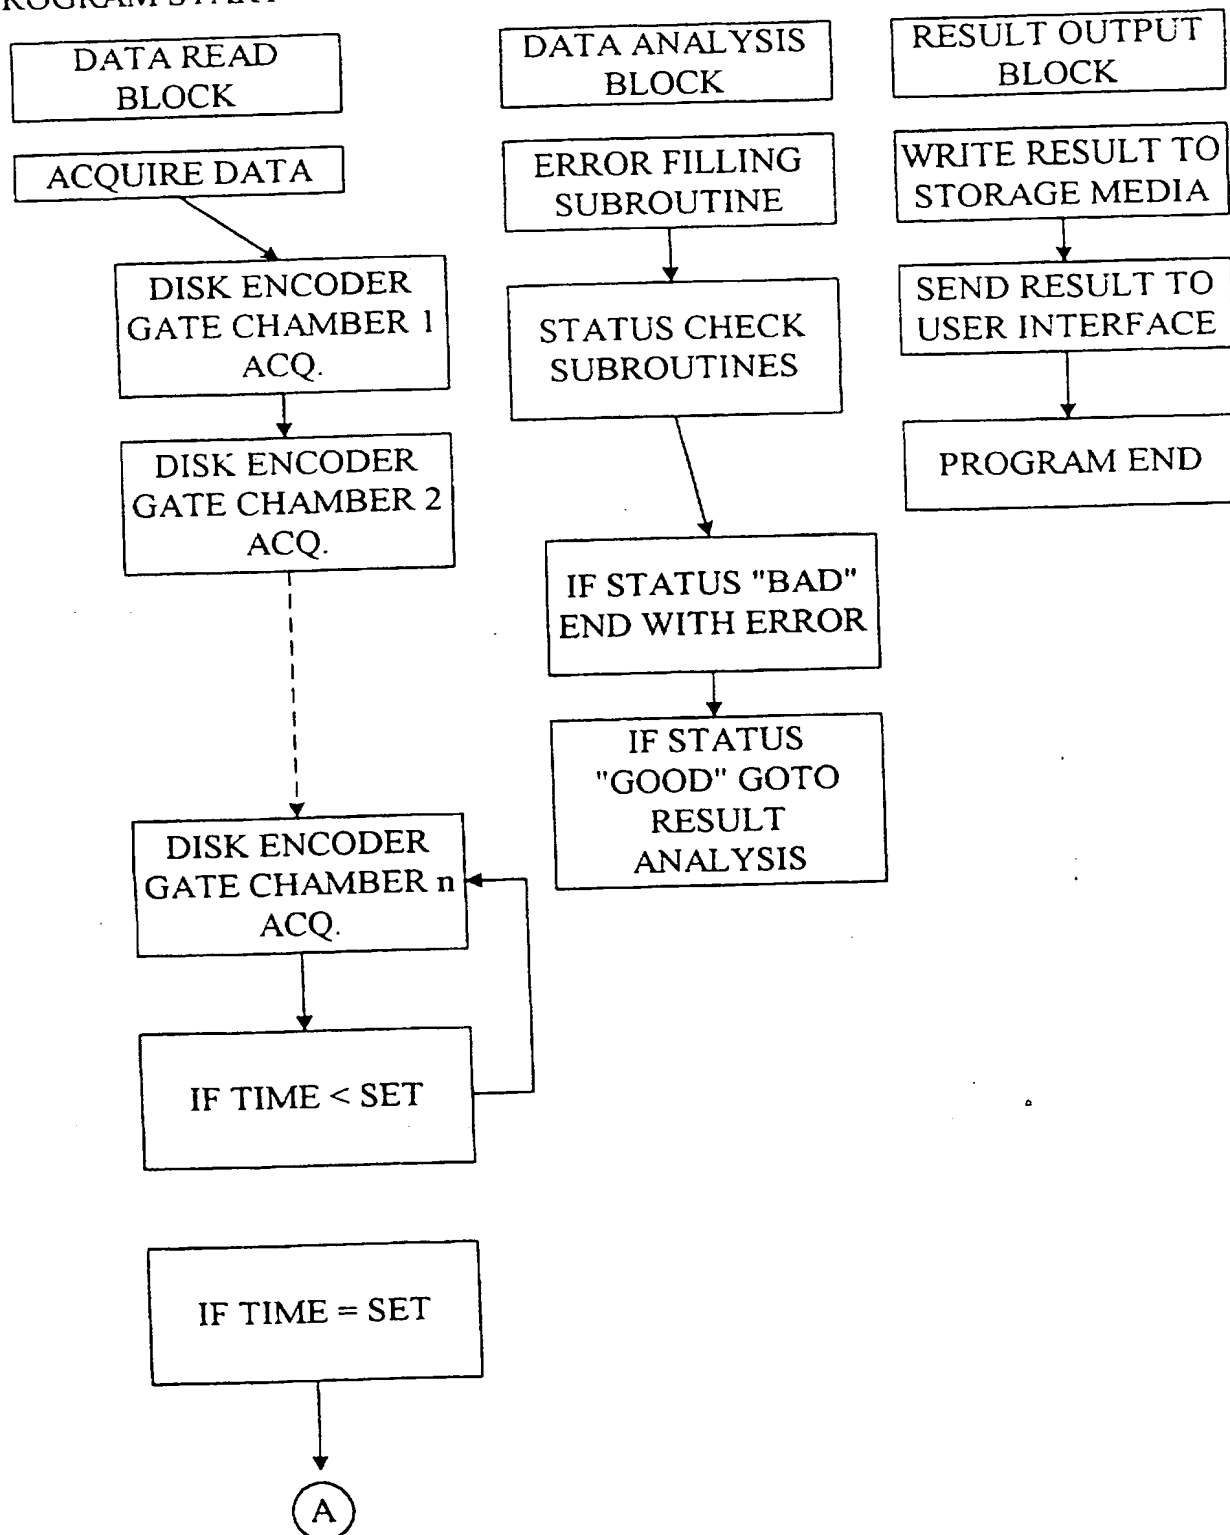 ROGRAM START
DATA READ
BLOCK
ACQUIRE DATA
DISK ENCODER
GATE CHAMBER 1
ACQ.
DISK ENCODER
GATE CHAMBER 2
ACQ.
DISK ENCODER
GATE CHAMBER n
ACQ.
IF TIME < SET
IF TIME = SET
A
DATA ANALYSIS
BLOCK
ERROR FILLING
SUBROUTINE
STATUS CHECK
SUBROUTINES
IF STATUS "BAD"
END WITH ERROR
IF STATUS
"GOOD" GOTO
RESULT
ANALYSIS
RESULT OUTPUT
BLOCK
WRITE RESULT TO
STORAGE MEDIA
SEND RESULT TO
USER INTERFACE
PROGRAM END